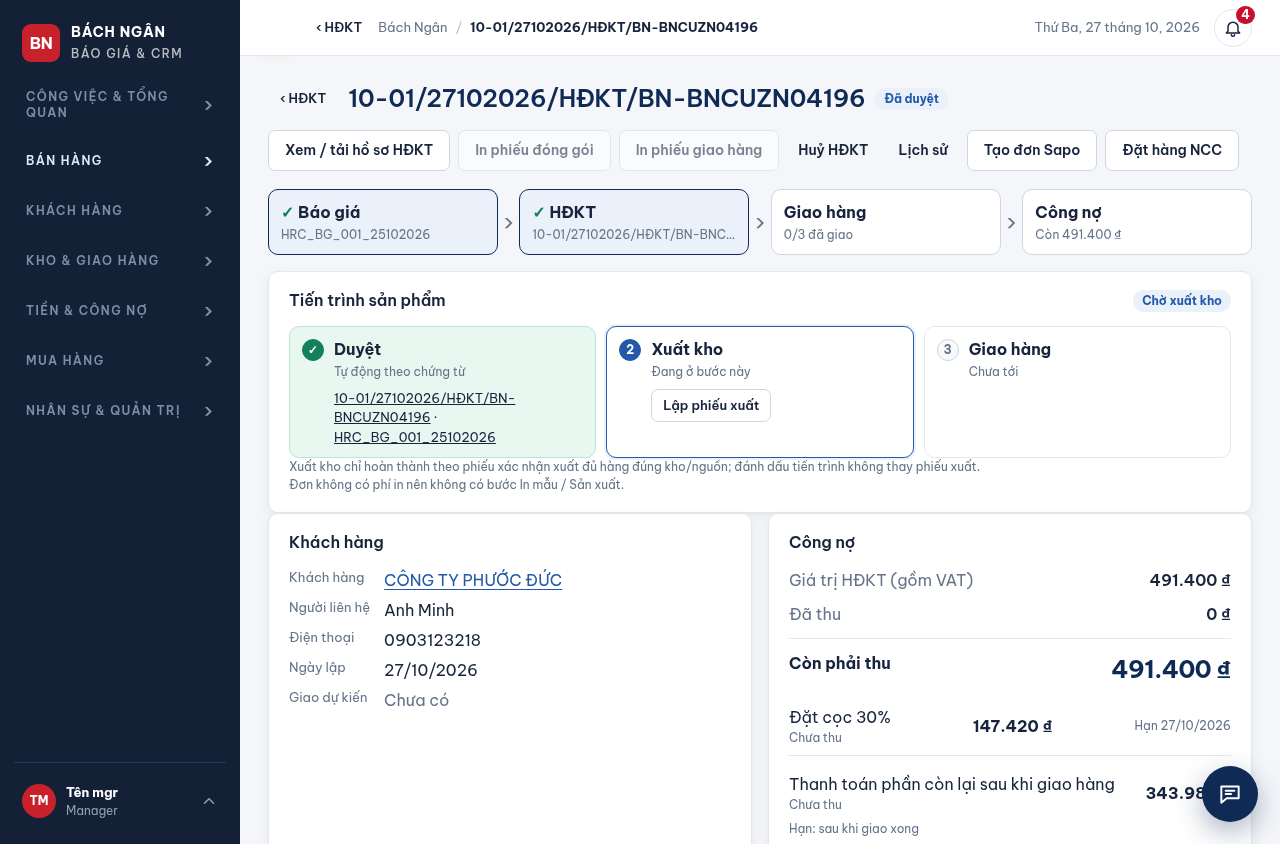 BN
BÁCH NGÂN
BÁO GIÁ & CRM
CÔNG VIỆC & TỔNG QUAN
BÁN HÀNG
KHÁCH HÀNG
KHO & GIAO HÀNG
TIỀN & CÔNG NỢ
MUA HÀNG
NHÂN SỰ & QUẢN TRỊ
TM
Tên mgr
Manager
‹ HĐKT
Bách Ngân / 10-01/27102026/HĐKT/BN-BNCUZN04196
Thứ Ba, 27 tháng 10, 2026
4
‹ HĐKT
10-01/27102026/HĐKT/BN-BNCUZN04196
Đã duyệt
Xem / tải hồ sơ HĐKT
In phiếu đóng gói
In phiếu giao hàng
Huỷ HĐKT
Lịch sử
Tạo đơn Sapo
Đặt hàng NCC
✓ Báo giá
HRC_BG_001_25102026
✓ HĐKT
10-01/27102026/HĐKT/BN-BNC...
Giao hàng
0/3 đã giao
Công nợ
Còn 491.400 ₫
Tiến trình sản phẩm
Chờ xuất kho
✓
Duyệt
Tự động theo chứng từ
10-01/27102026/HĐKT/BN-
BNCUZN04196 ·
HRC_BG_001_25102026
2
Xuất kho
Đang ở bước này
Lập phiếu xuất
3
Giao hàng
Chưa tới
Xuất kho chỉ hoàn thành theo phiếu xác nhận xuất đủ hàng đúng kho/nguồn; đánh dấu tiến trình không thay phiếu xuất.
Đơn không có phí in nên không có bước In mẫu / Sản xuất.
Khách hàng
Khách hàng CÔNG TY PHƯỚC ĐỨC
Người liên hệ Anh Minh
Điện thoại 0903123218
Ngày lập 27/10/2026
Giao dự kiến Chưa có
Công nợ
Giá trị HĐKT (gồm VAT) 491.400 ₫
Đã thu 0 ₫
Còn phải thu 491.400 ₫
Đặt cọc 30%
Chưa thu
147.420 ₫
Hạn 27/10/2026
Thanh toán phần còn lại sau khi giao hàng
Chưa thu
343.98
Hạn: sau khi giao xong